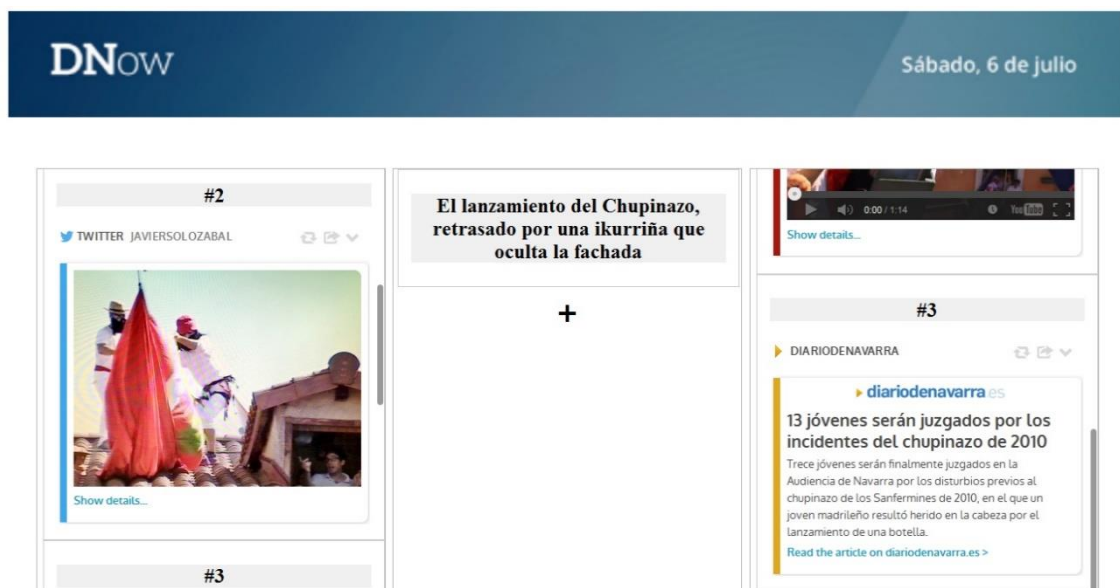 DNow
Sábado, 6 de julio
#2
TWITTER JAVIERSOLOZABAL
Show details...
#3
El lanzamiento del Chupinazo,
retrasado por una ikurriña que
oculta la fachada
+
0:00 / 1:14
YouTube
Show details...
#3
DIARIODENAVARRA
diariodenavarra.es
13 jóvenes serán juzgados por los
incidentes del chupinazo de 2010
Trece jóvenes serán finalmente juzgados en la
Audiencia de Navarra por los disturbios previos al
chupinazo de los Sanfermines de 2010, en el que un
joven madrileño resultó herido en la cabeza por el
lanzamiento de una botella.
Read the article on diariodenavarra.es >